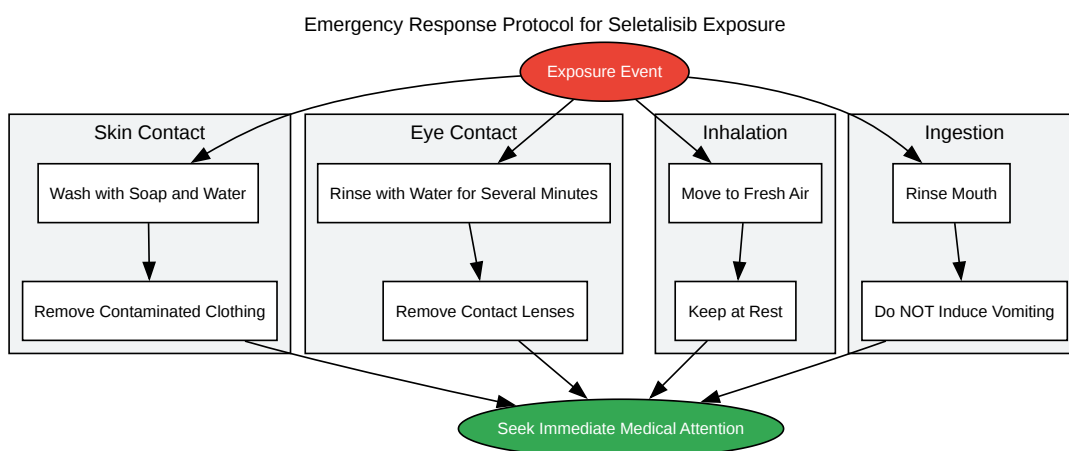 Emergency Response Protocol for Seletalisib Exposure
Exposure Event
Skin Contact
Eye Contact
Inhalation
Ingestion
Wash with Soap and Water
Rinse with Water for Several Minutes
Move to Fresh Air
Rinse Mouth
Remove Contaminated Clothing
Remove Contact Lenses
Keep at Rest
Do NOT Induce Vomiting
Seek Immediate Medical Attention